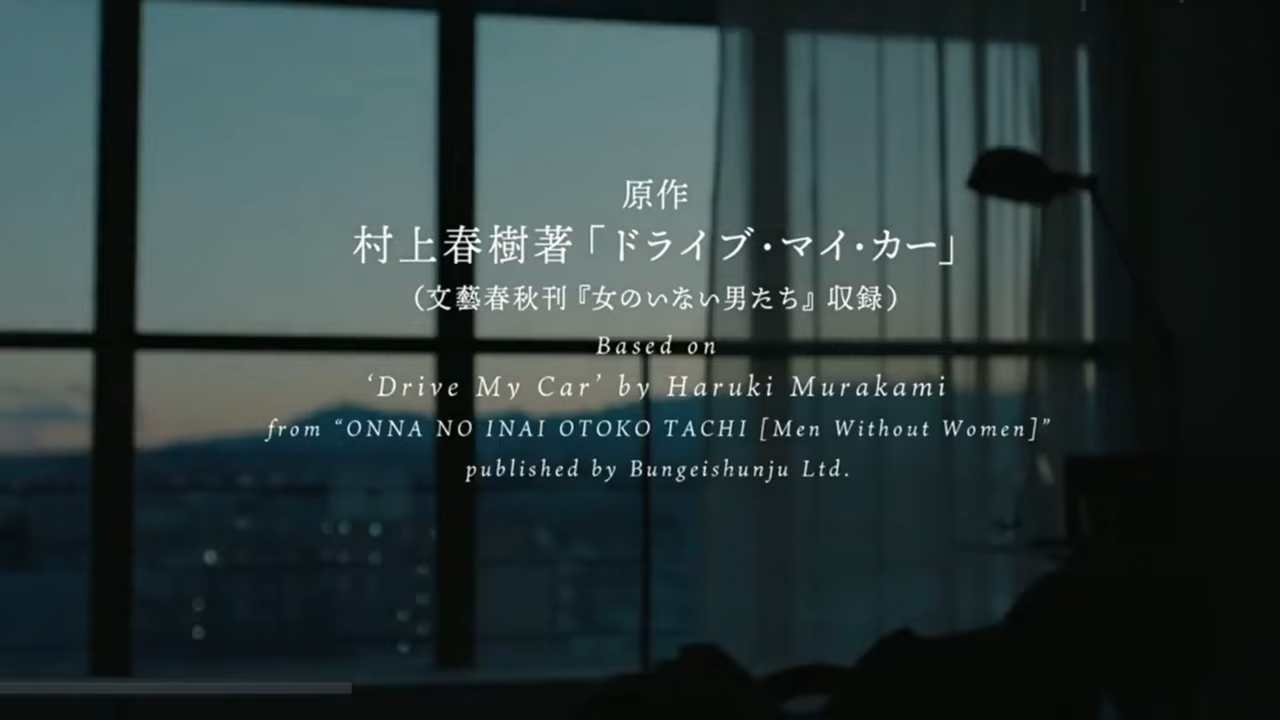 原作
村上春樹著「ドライブ・マイ・カー」
（文藝春秋刊『女のいない男たち』収録）
Based on
‘Drive My Car’ by Haruki Murakami
from “ONNA NO INAI OTOKO TACHI [Men Without Women]”
published by Bungeishunju Ltd.